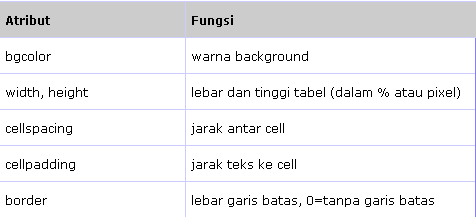 Atribut Fungsi
bgcolor warna background
width, height lebar dan tinggi tabel (dalam % atau pixel)
cellspacing jarak antar cell
cellpadding jarak teks ke cell
border lebar garis batas, 0=tanpa garis batas